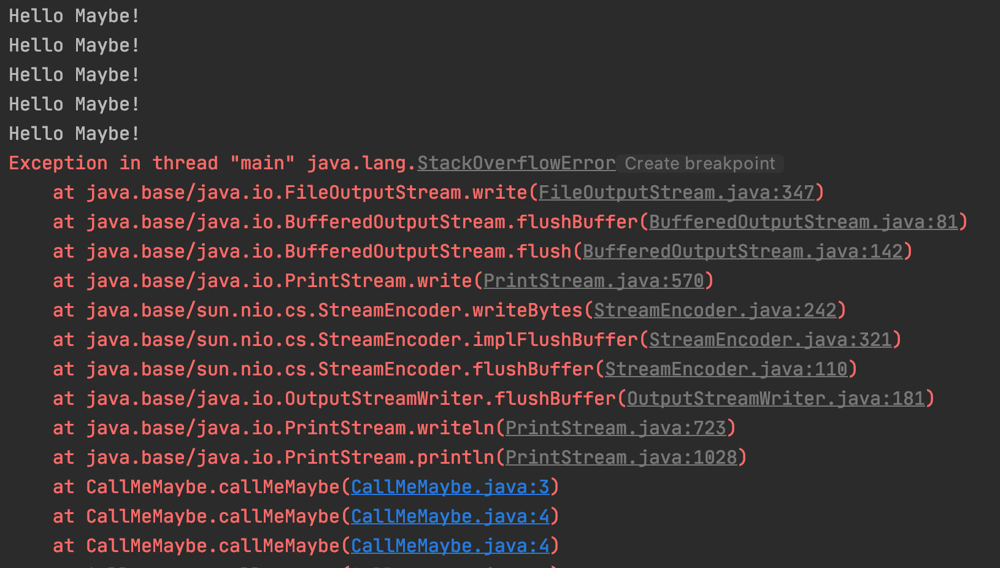 Hello Maybe!
Hello Maybe!
Hello Maybe!
Hello Maybe!
Hello Maybe!
Exception in thread "main" java.lang.StackOverflowError Create breakpoint
at java.base/java.io.FileOutputStream.write(FileOutputStream.java:347)
at java.base/java.io.BufferedOutputStream.flushBuffer(BufferedOutputStream.java:81)
at java.base/java.io.BufferedOutputStream.flush(BufferedOutputStream.java:142)
at java.base/java.io.PrintStream.write(PrintStream.java:570)
at java.base/sun.nio.cs.StreamEncoder.writeBytes(StreamEncoder.java:242)
at java.base/sun.nio.cs.StreamEncoder.implFlushBuffer(StreamEncoder.java:321)
at java.base/sun.nio.cs.StreamEncoder.flushBuffer(StreamEncoder.java:110)
at java.base/java.io.OutputStreamWriter.flushBuffer(OutputStreamWriter.java:181)
at java.base/java.io.PrintStream.writeln(PrintStream.java:723)
at java.base/java.io.PrintStream.println(PrintStream.java:1028)
at CallMeMaybe.callMeMaybe(CallMeMaybe.java:3)
at CallMeMaybe.callMeMaybe(CallMeMaybe.java:4)
at CallMeMaybe.callMeMaybe(CallMeMaybe.java:4)